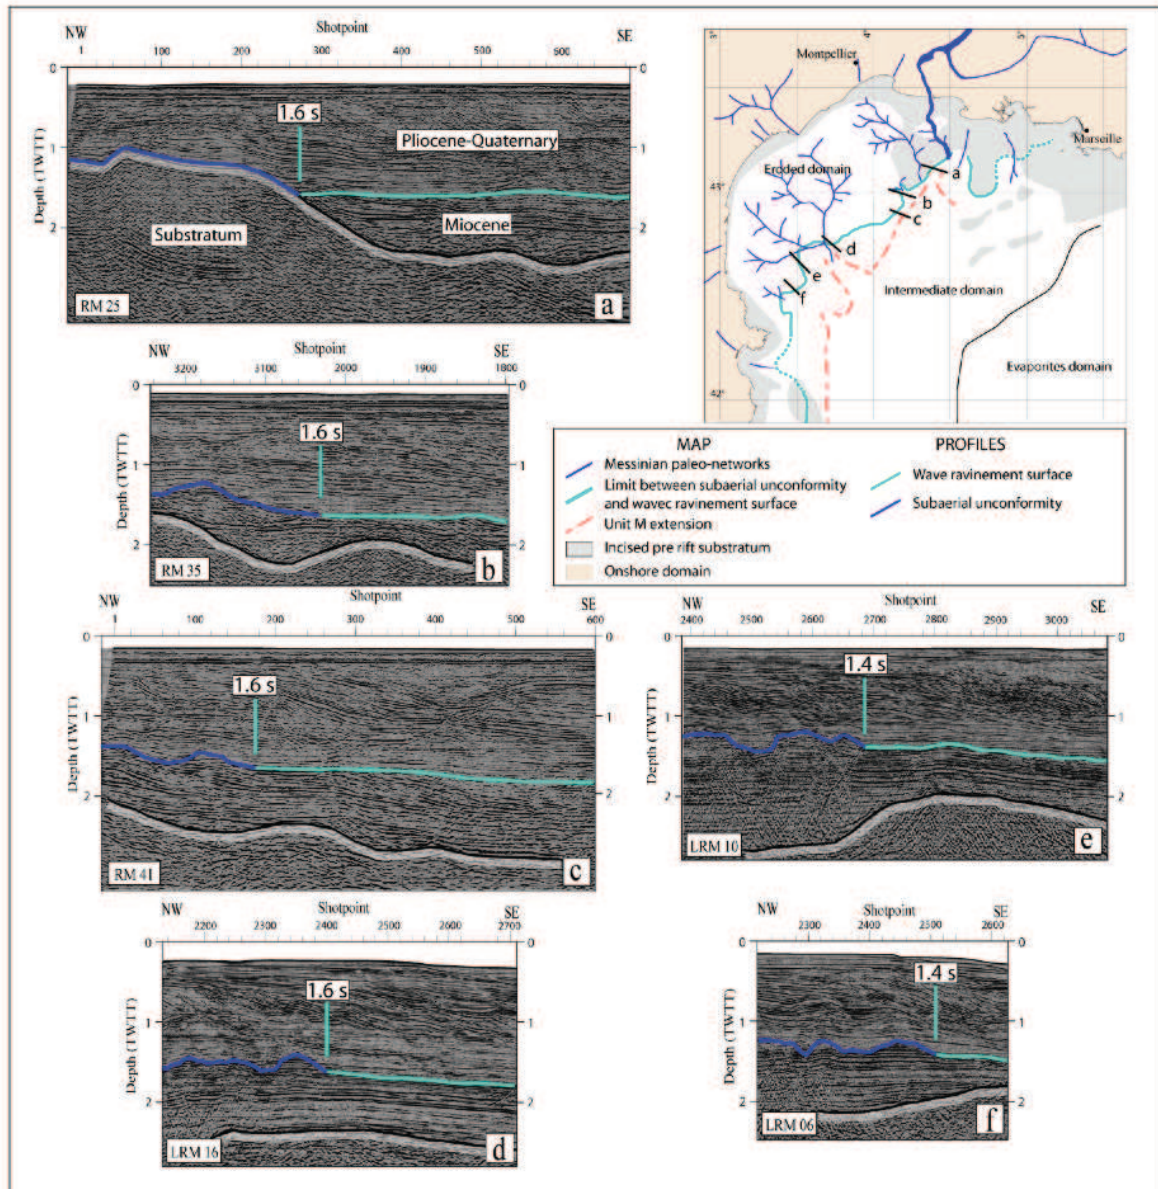 Shotpoint
NW
SE
1 100 200 300 400 500 600
0 0
1.6 s
Pliocene-Quaternary
1 1
Depth (TWTT)
Substratum
Miocene
2 2
RM 25
a
Montpellier
Marseille
Eroded domain
43°
a
b
c
d
e
f
Intermediate domain
Evaporites domain
42°
NW
Shotpoint
SE
3200 3100 2000 1900 1800
0 0
1.6 s
1 1
Depth (TWTT)
2 2
RM 35
b
MAP
PROFILES
Messinian paleo-networks
Wave ravinement surface
Limit between subaerial unconformity
and wavec ravinement surface
Subaerial unconformity
Unit M extension
Incised pre rift substratum
Onshore domain
NW
Shotpoint
SE
1 100 200 300 400 500 600
0 0
1.6 s
1 1
Depth (TWTT)
2 2
RM 41
c
NW
Shotpoint
SE
2400 2500 2600 2700 2800 2900 3000
0 0
1.4 s
1 1
Depth (TWTT)
2 2
LRM 10
e
NW
Shotpoint
SE
2200 2300 2400 2500 2600 2700
0 0
1.6 s
1 1
Depth (TWTT)
2 2
LRM 16
d
NW
Shotpoint
SE
2300 2400 2500 2600
0 0
1.4 s
1 1
Depth (TWTT)
2 2
LRM 06
f